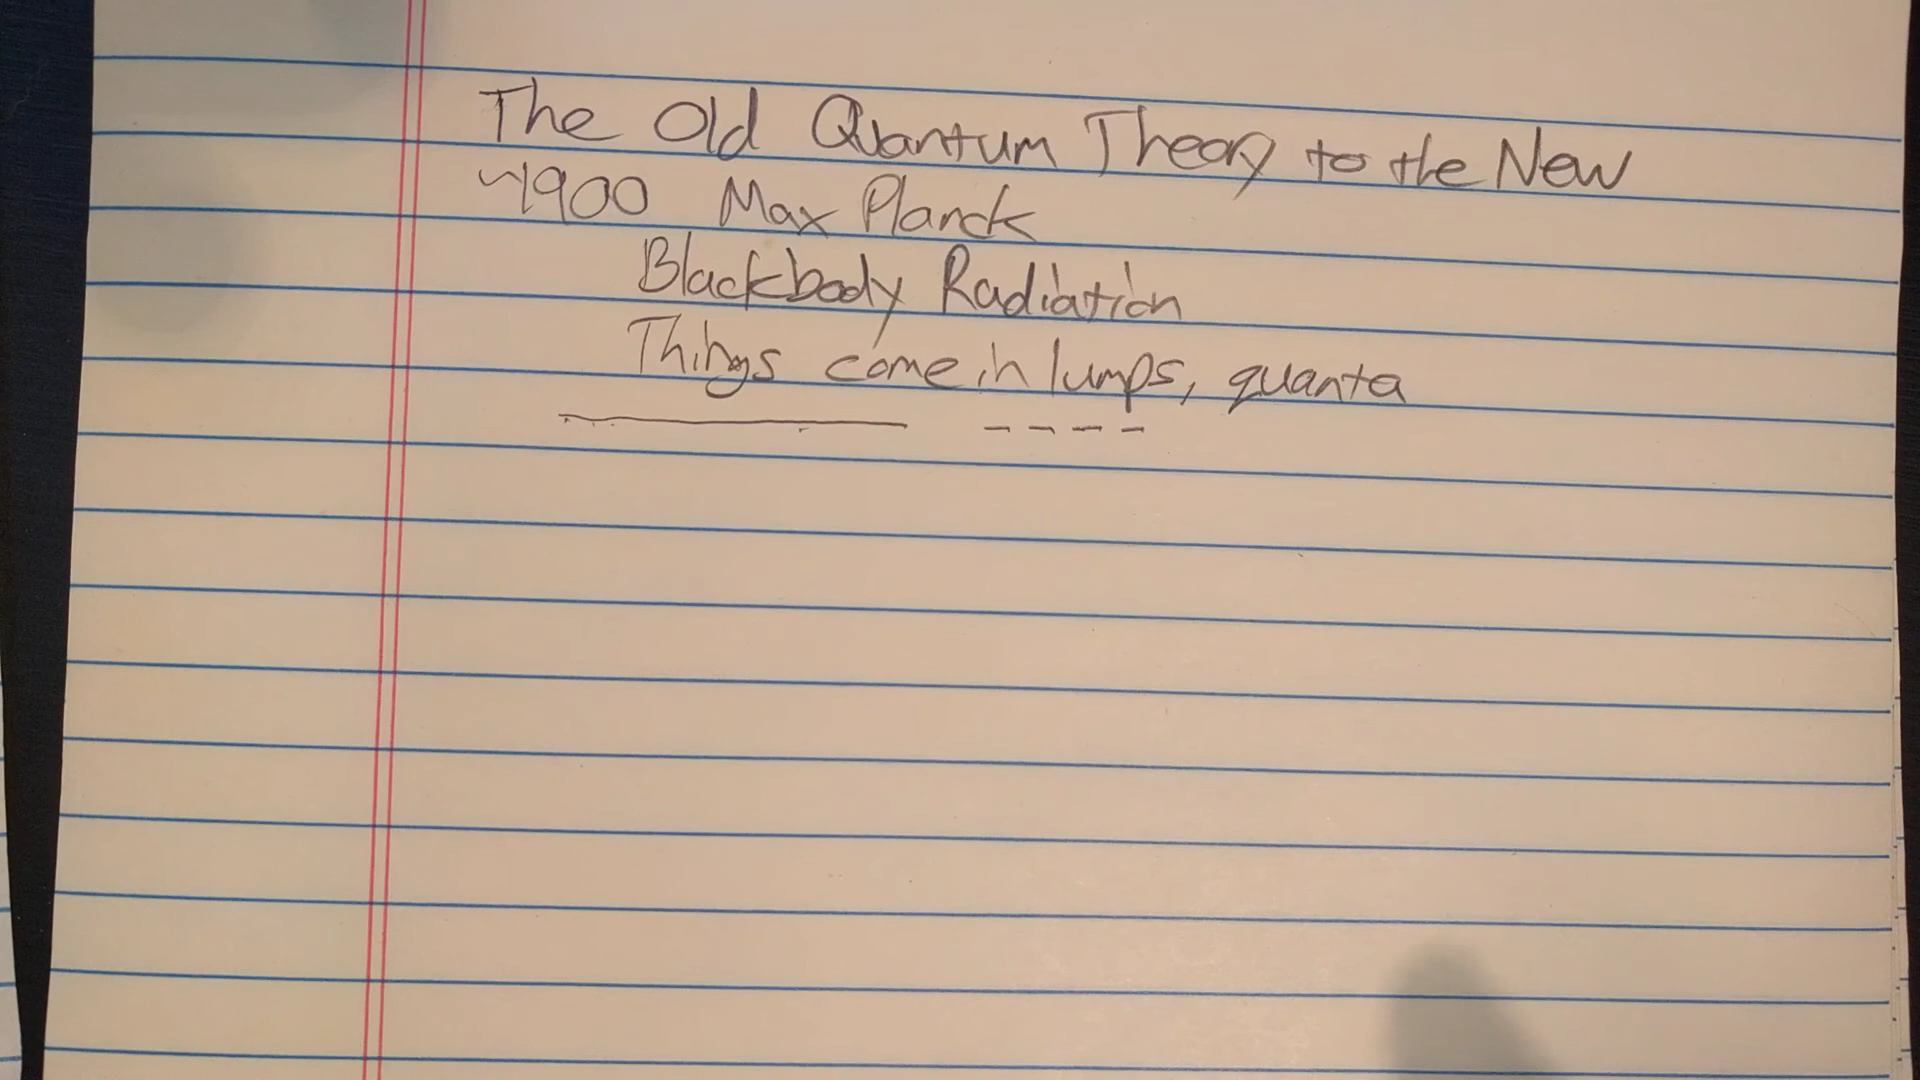 The Old Quantum Theory to the New
~1900 Max Planck
Blackbody Radiation
Things come in lumps, quanta